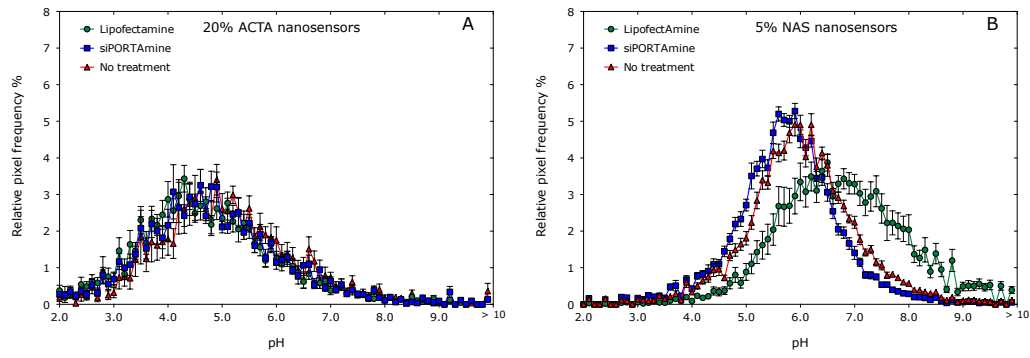 20% ACTA nanosensors
A
Lipofectamine
siPORTAmine
No treatment
Relative pixel frequency %
8
7
6
5
4
3
2
1
0
2.0 3.0 4.0 5.0 6.0 7.0 8.0 9.0 > 10
pH
5% NAS nanosensors
B
LipofectAmine
siPORTAmine
No treatment
Relative pixel frequency %
8
7
6
5
4
3
2
1
0
2.0 3.0 4.0 5.0 6.0 7.0 8.0 9.0 > 10
pH